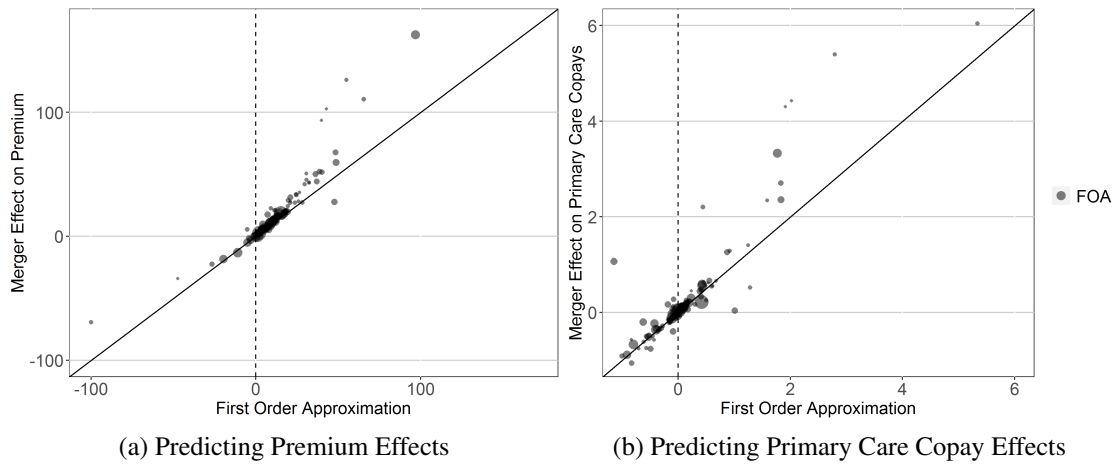 Merger Effect on Premium
100
0
-100
-100
0
100
First Order Approximation
(a) Predicting Premium Effects
Merger Effect on Primary Care Copays
6
4
2
0
0
2
4
6
First Order Approximation
(b) Predicting Primary Care Copay Effects
FOA